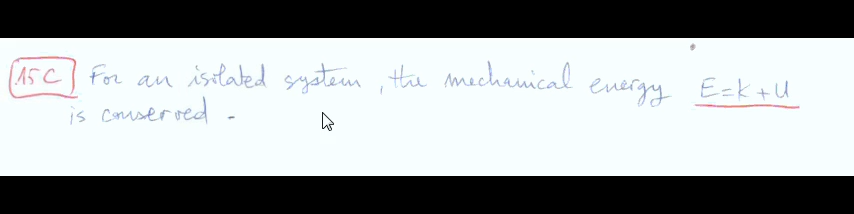 .15C For an isolated system, the mechanical energy E=K+U
is conserved.